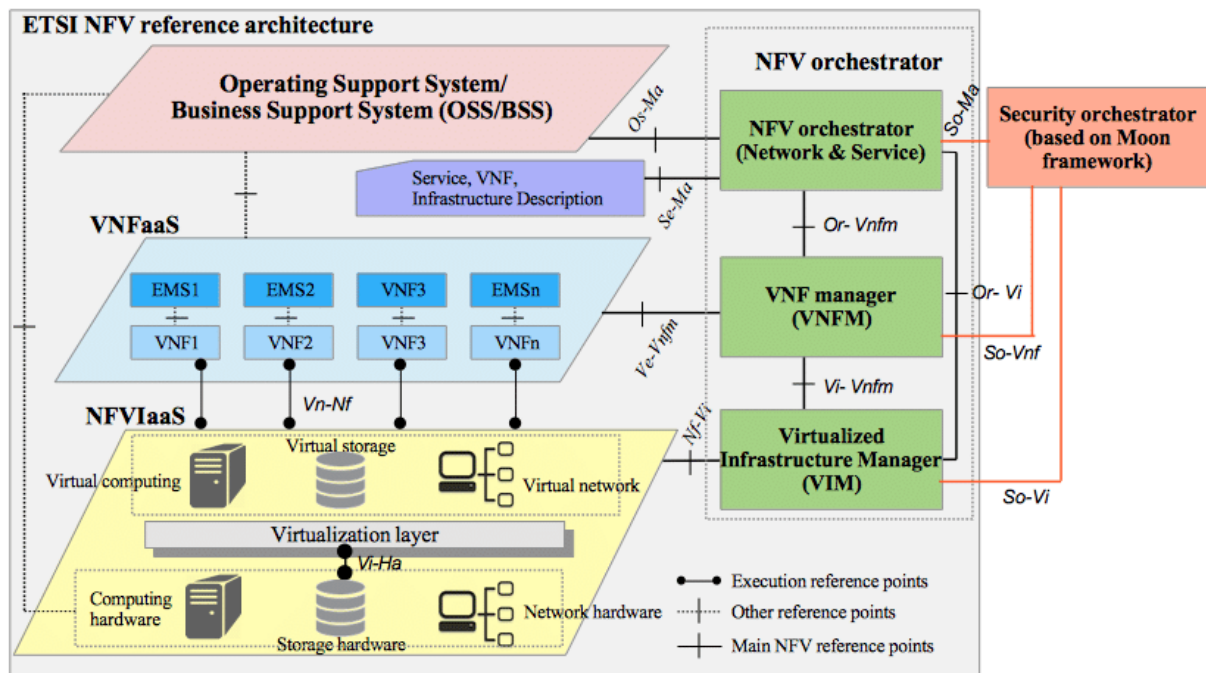 ETSI NFV reference architecture
Operating Support System/
Business Support System (OSS/BSS)
Os-Ma
NFV orchestrator
NFV orchestrator
(Network & Service)
So-Ma
Security orchestrator
(based on Moon
framework)
Service, VNF,
Infrastructure Description
Se-Ma
Or- Vnfm
VNFaaS
EMS1
EMS2
VNF3
EMSn
VNF1
VNF2
VNF3
VNFn
Ve-Vnfm
VNF manager
(VNFM)
Or- Vi
So-Vnf
Vn-Nf
Vi- Vnfm
NFVIaaS
Nf-Vi
Virtual storage
Virtual computing
Virtual network
Virtualized
Infrastructure Manager
(VIM)
So-Vi
Virtualization layer
Vi-Ha
Computing
hardware
Storage hardware
Network hardware
Execution reference points
Other reference points
Main NFV reference points